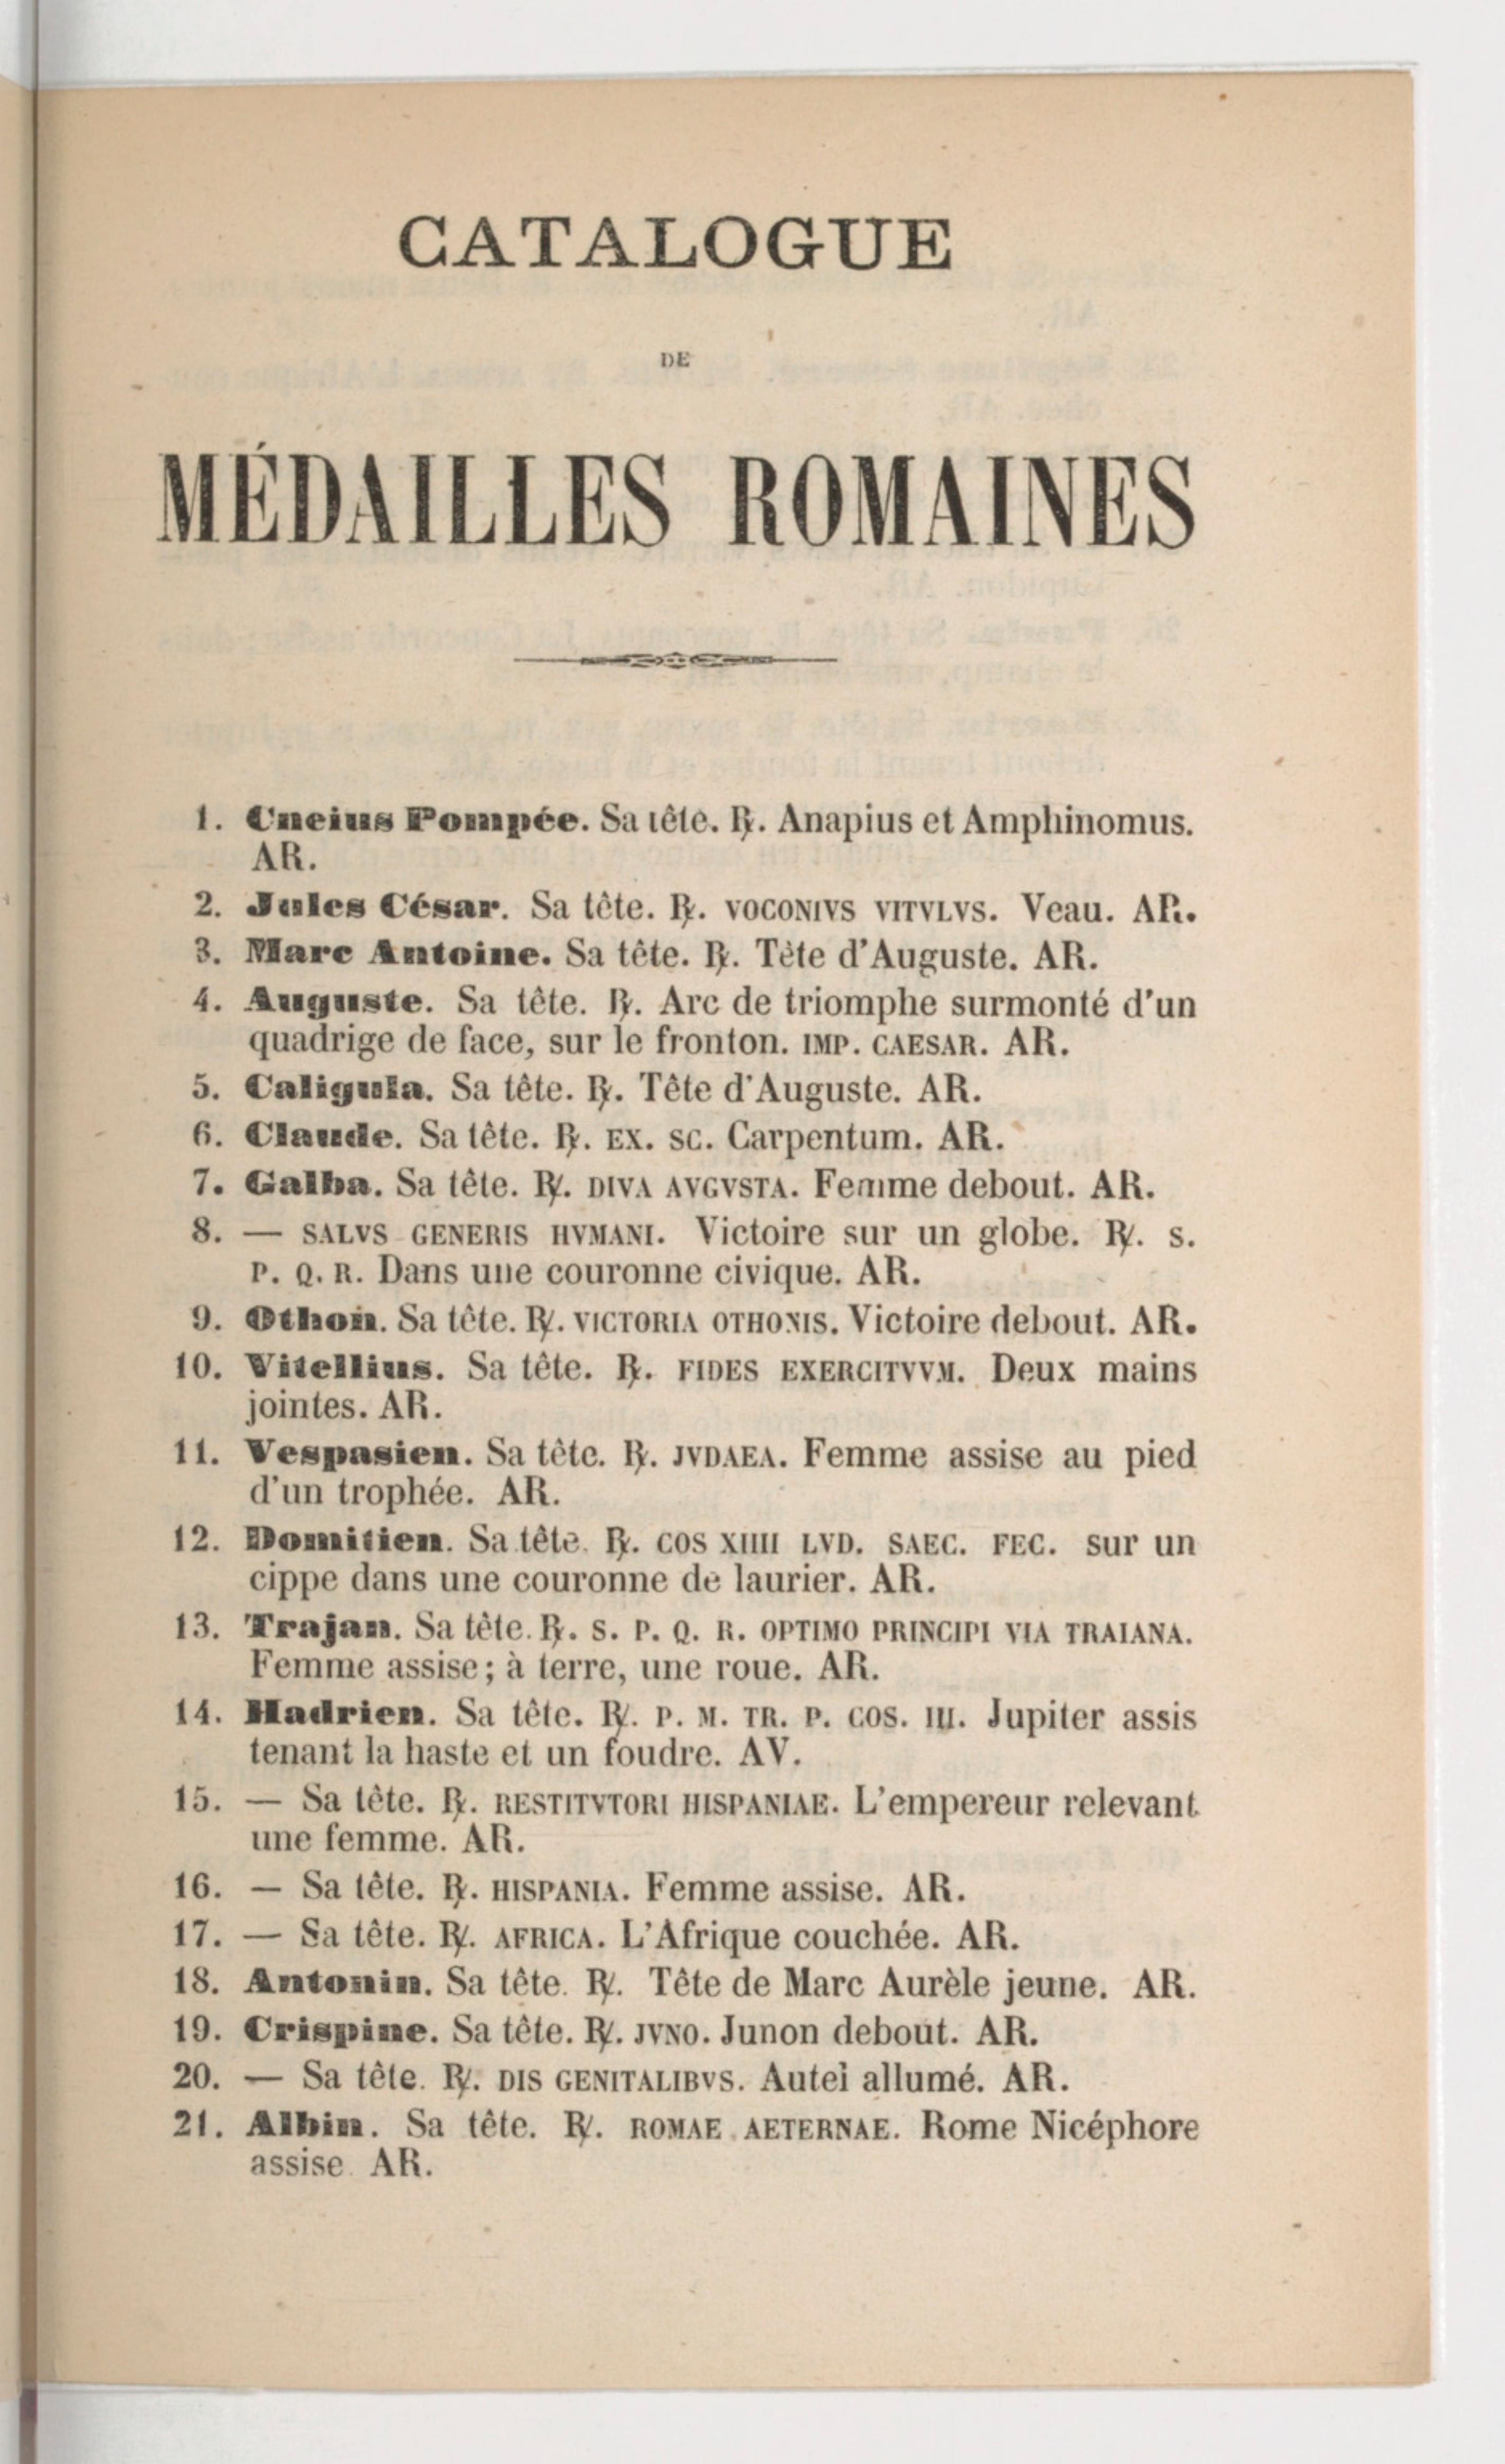 CATALOGUE
DE
MÉDAILLES ROMAINES
1. Cneius Pompée. Sa tête. ℞. Anapius et Amphinomus.
AR.
2. Jules César. Sa tête. ℞. VOCONIVS VITVLVS. Veau. AR.
3. Marc Antoine. Sa tête. ℞. Tête d'Auguste. AR.
4. Auguste. Sa tête. ℞. Arc de triomphe surmonté d'un
quadrige de face, sur le fronton. IMP. CAESAR. AR.
5. Caligula. Sa tête. ℞. Tête d'Auguste. AR.
6. Claude. Sa tête. ℞. EX. SC. Carpentum. AR.
7. Galba. Sa tête. ℞. DIVA AVGVSTA. Femme debout. AR.
8. — SALVS GENERIS HVMANI. Victoire sur un globe. ℞. S.
P. Q. R. Dans une couronne civique. AR.
9. Othon. Sa tête. ℞. VICTORIA OTHONIS. Victoire debout. AR.
10. Vitellius. Sa tête. ℞. FIDES EXERCITVVM. Deux mains
jointes. AR.
11. Vespasien. Sa tête. ℞. JVDAEA. Femme assise au pied
d'un trophée. AR.
12. Domitien. Sa tête. ℞. COS XIIII LVD. SAEC. FEC. sur un
cippe dans une couronne de laurier. AR.
13. Trajan. Sa tête. ℞. S. P. Q. R. OPTIMO PRINCIPI VIA TRAIANA.
Femme assise; à terre, une roue. AR.
14. Hadrien. Sa tête. ℞. P. M. TR. P. COS. III. Jupiter assis
tenant la haste et un foudre. AV.
15. — Sa tête. ℞. RESTITVTORI HISPANIAE. L'empereur relevant
une femme. AR.
16. — Sa tête. ℞. HISPANIA. Femme assise. AR.
17. — Sa tête. ℞. AFRICA. L'Afrique couchée. AR.
18. Antonin. Sa tête. ℞. Tête de Marc Aurèle jeune. AR.
19. Crispine. Sa tête. ℞. JVNO. Junon debout. AR.
20. — Sa tête. ℞. DIS GENITALIBVS. Autel allumé. AR.
21. Albin. Sa tête. ℞. ROMAE AETERNAE. Rome Nicéphore
assise. AR.